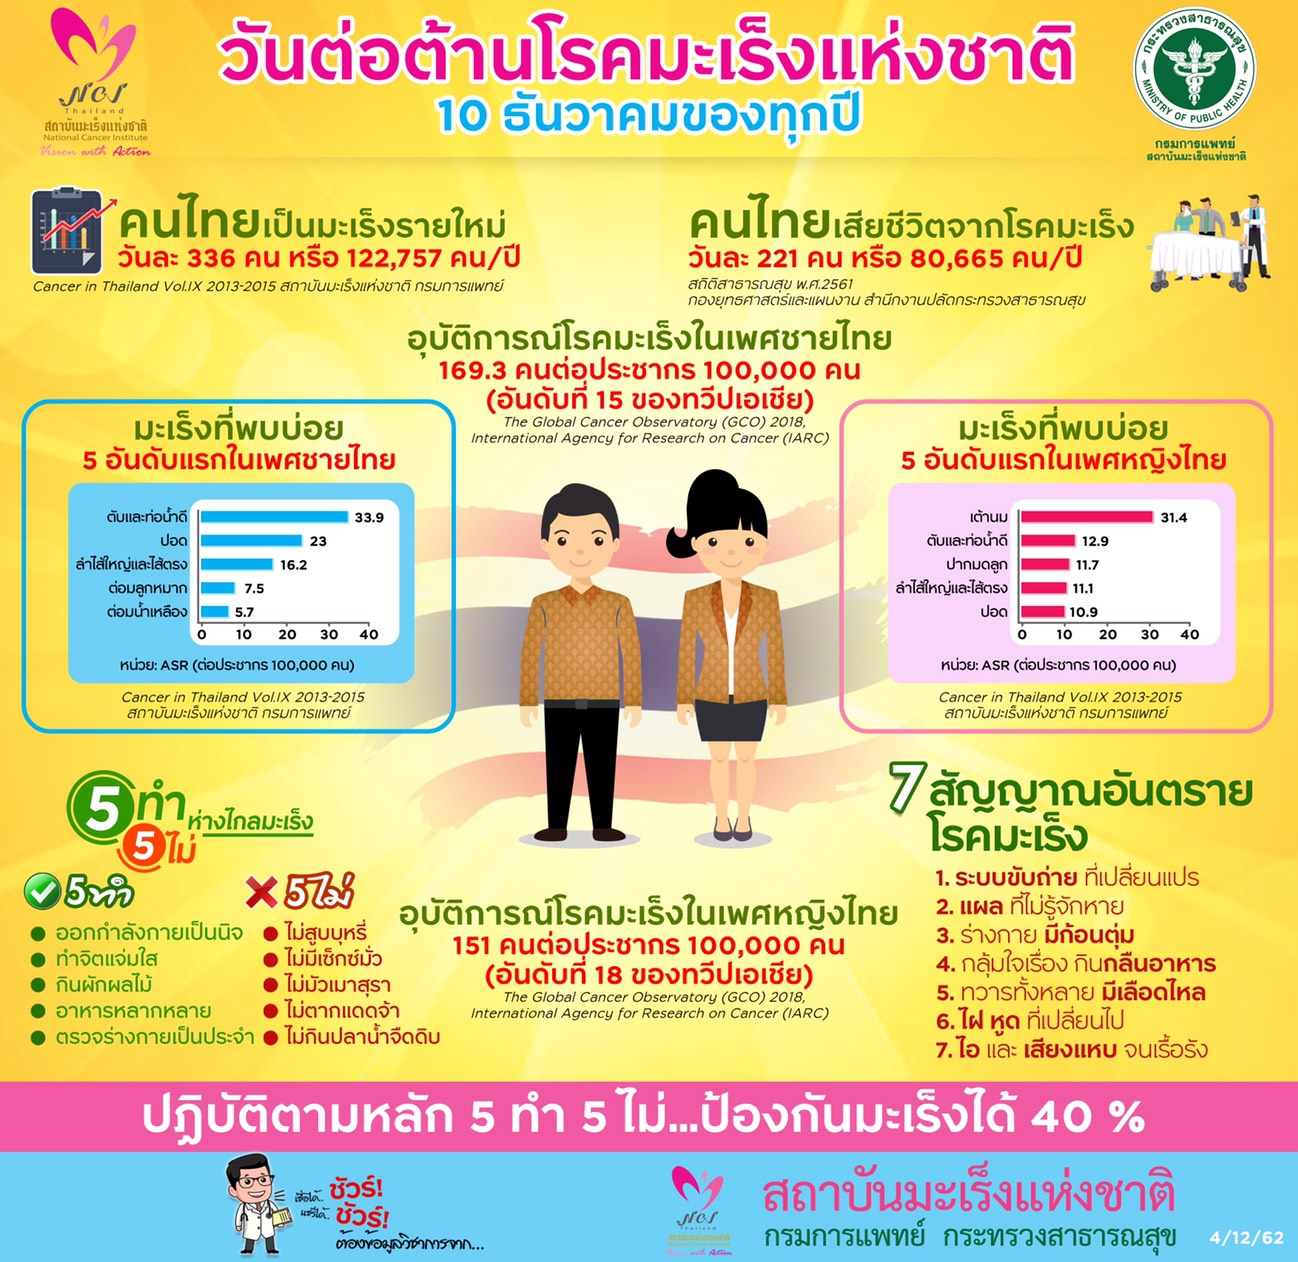 NCI
Thailand
สถาบันมะเร็งแห่งชาติ
National Cancer Institute
Vision with Action
วันต่อต้านโรคมะเร็งแห่งชาติ
10 ธันวาคมของทุกปี
กระทรวงสาธารณสุข
MINISTRY OF PUBLIC HEALTH
กรมการแพทย์
สถาบันมะเร็งแห่งชาติ
คนไทยเป็นมะเร็งรายใหม่
วันละ 336 คน หรือ 122,757 คน/ปี
Cancer in Thailand Vol.IX 2013-2015 สถาบันมะเร็งแห่งชาติ กรมการแพทย์
คนไทยเสียชีวิตจากโรคมะเร็ง
วันละ 221 คน หรือ 80,665 คน/ปี
สถิติสาธารณสุข พ.ศ.2561
กองยุทธศาสตร์และแผนงาน สำนักงานปลัดกระทรวงสาธารณสุข
อุบัติการณ์โรคมะเร็งในเพศชายไทย
169.3 คนต่อประชากร 100,000 คน
(อันดับที่ 15 ของทวีปเอเชีย)
The Global Cancer Observatory (GCO) 2018,
International Agency for Research on Cancer (IARC)
มะเร็งที่พบบ่อย
5 อันดับแรกในเพศชายไทย
ตับและท่อน้ำดี 33.9
ปอด 23
ลำไส้ใหญ่และไส้ตรง 16.2
ต่อมลูกหมาก 7.5
ต่อมน้ำเหลือง 5.7
0 10 20 30 40
หน่วย: ASR (ต่อประชากร 100,000 คน)
Cancer in Thailand Vol.IX 2013-2015
สถาบันมะเร็งแห่งชาติ กรมการแพทย์
มะเร็งที่พบบ่อย
5 อันดับแรกในเพศหญิงไทย
เต้านม 31.4
ตับและท่อน้ำดี 12.9
ปากมดลูก 11.7
ลำไส้ใหญ่และไส้ตรง 11.1
ปอด 10.9
0 10 20 30 40
หน่วย: ASR (ต่อประชากร 100,000 คน)
Cancer in Thailand Vol.IX 2013-2015
สถาบันมะเร็งแห่งชาติ กรมการแพทย์
5 ทำ
5 ไม่
ห่างไกลมะเร็ง
5 ทำ
ออกกำลังกายเป็นนิจ
ทำจิตแจ่มใส
กินผักผลไม้
อาหารหลากหลาย
ตรวจร่างกายเป็นประจำ
5 ไม่
ไม่สูบบุหรี่
ไม่มีเซ็กซ์มั่ว
ไม่มัวเมาสุรา
ไม่ตากแดดจ้า
ไม่กินปลาน้ำจืดดิบ
อุบัติการณ์โรคมะเร็งในเพศหญิงไทย
151 คนต่อประชากร 100,000 คน
(อันดับที่ 18 ของทวีปเอเชีย)
The Global Cancer Observatory (GCO) 2018,
International Agency for Research on Cancer (IARC)
7 สัญญาณอันตราย
โรคมะเร็ง
1. ระบบขับถ่าย ที่เปลี่ยนแปร
2. แผล ที่ไม่รู้จักหาย
3. ร่างกาย มีก้อนตุ่ม
4. กลุ้มใจเรื่อง กินกลืนอาหาร
5. ทวารทั้งหลาย มีเลือดไหล
6. ไฝ หูด ที่เปลี่ยนไป
7. ไอ และ เสียงแหบ จนเรื้อรัง
ปฏิบัติตามหลัก 5 ทำ 5 ไม่...ป้องกันมะเร็งได้ 40 %
เชื่อได้.. ชัวร์!
แชร์ได้.. ชัวร์!
ต้องข้อมูลวิชาการจาก...
NCI
Thailand
สถาบันมะเร็งแห่งชาติ
Vision with Action
สถาบันมะเร็งแห่งชาติ
กรมการแพทย์ กระทรวงสาธารณสุข
4/12/62